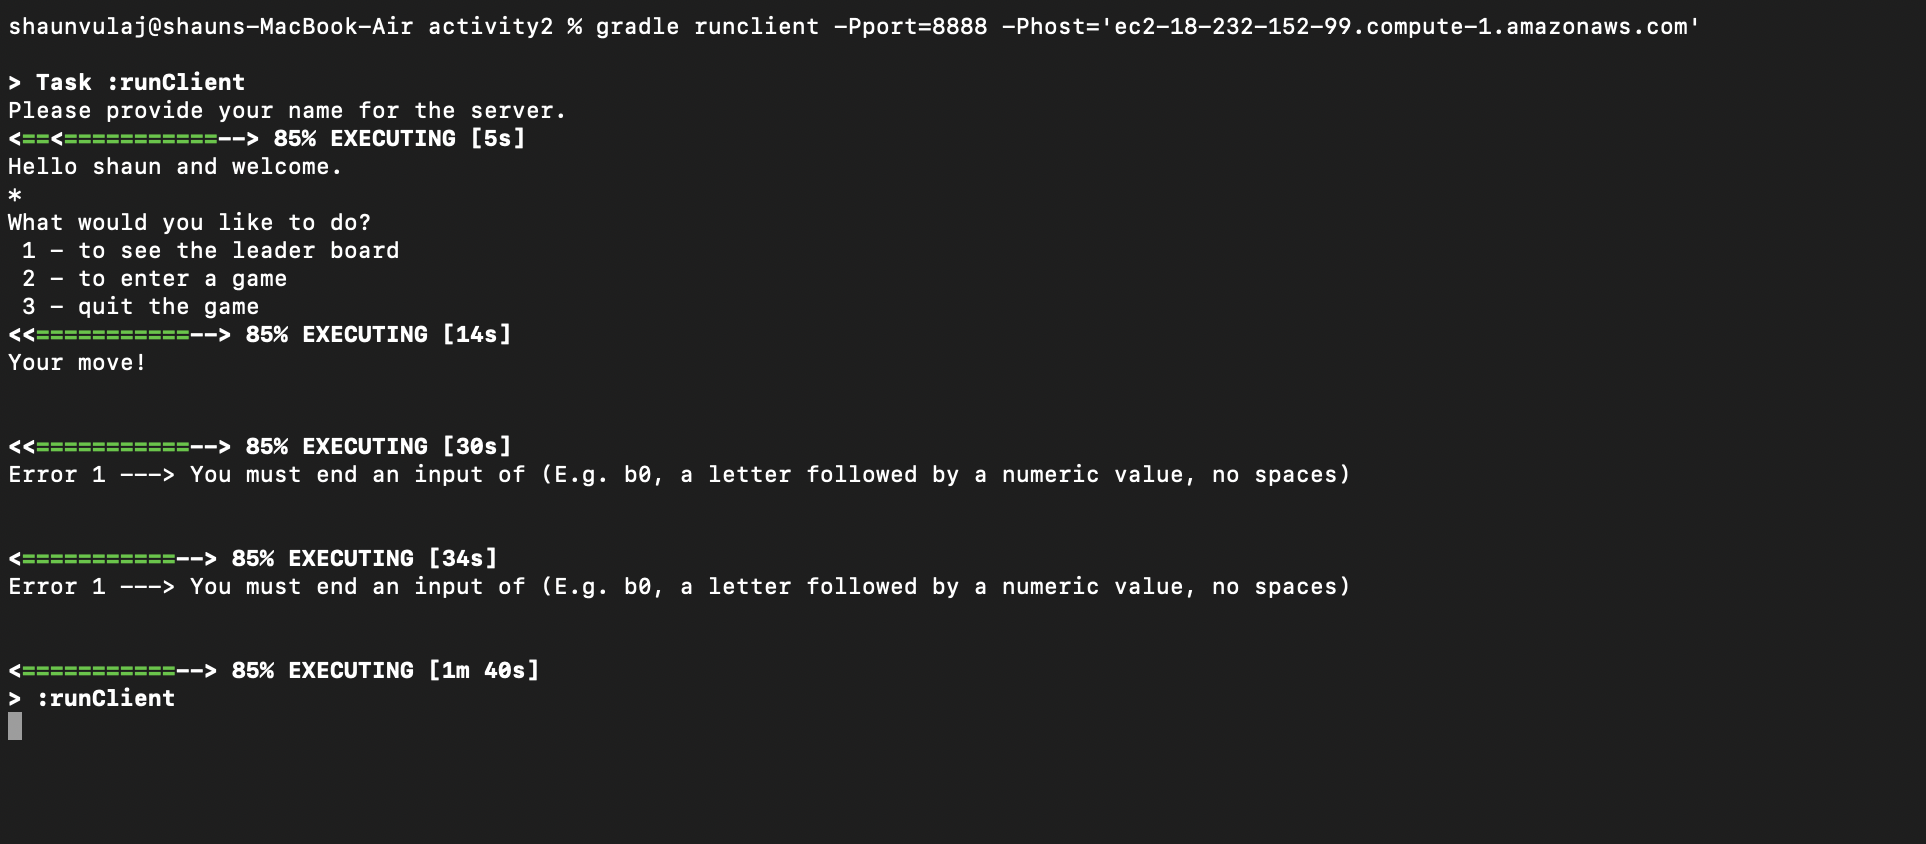 shaunvulaj@shauns-MacBook-Air activity2 % gradle runclient -Pport=8888 -Phost='ec2-18-232-152-99.compute-1.amazonaws.com'
> Task :runClient
Please provide your name for the server.
<==<===========--> 85% EXECUTING [5s]
Hello shaun and welcome.
*
What would you like to do?
 1 - to see the leader board
 2 - to enter a game
 3 - quit the game
<<===========--> 85% EXECUTING [14s]
Your move!
<<===========--> 85% EXECUTING [30s]
Error 1 ---> You must end an input of (E.g. b0, a letter followed by a numeric value, no spaces)
<===========--> 85% EXECUTING [34s]
Error 1 ---> You must end an input of (E.g. b0, a letter followed by a numeric value, no spaces)
<===========--> 85% EXECUTING [1m 40s]
> :runClient